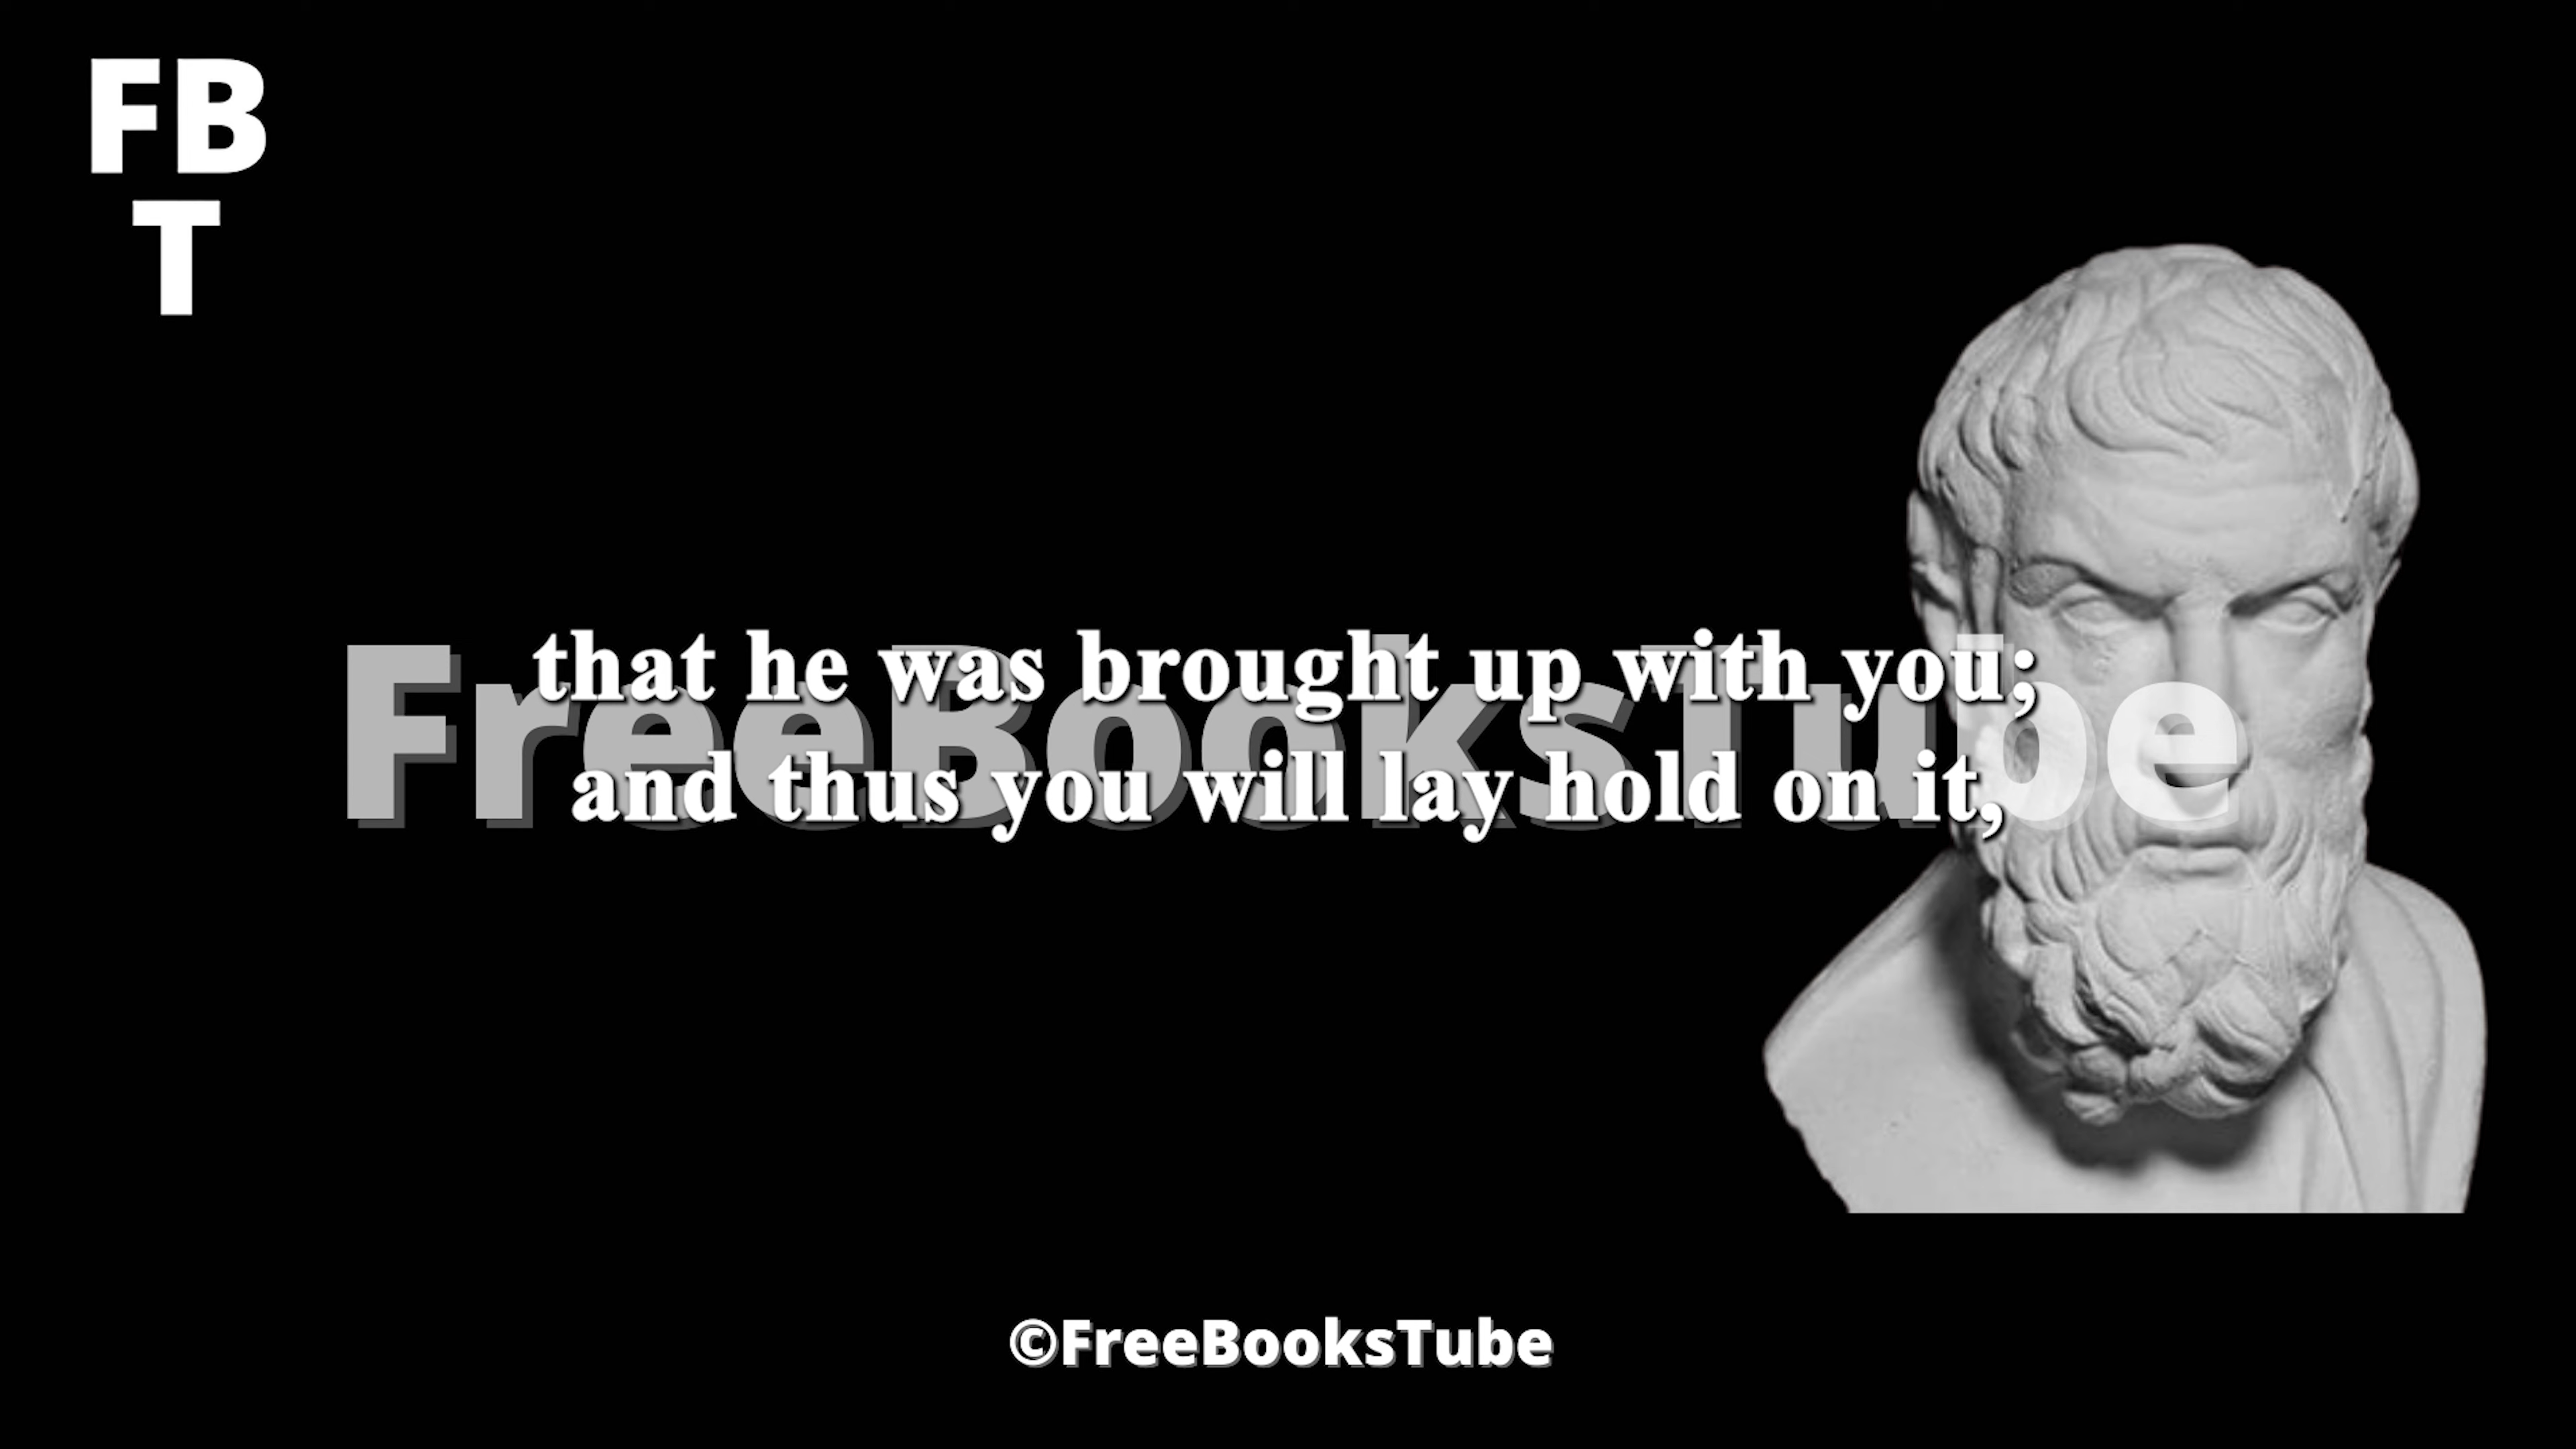 FB
T
that he was brought up with you;
FreeBooksTube
and thus you will lay hold on it,
©FreeBooksTube